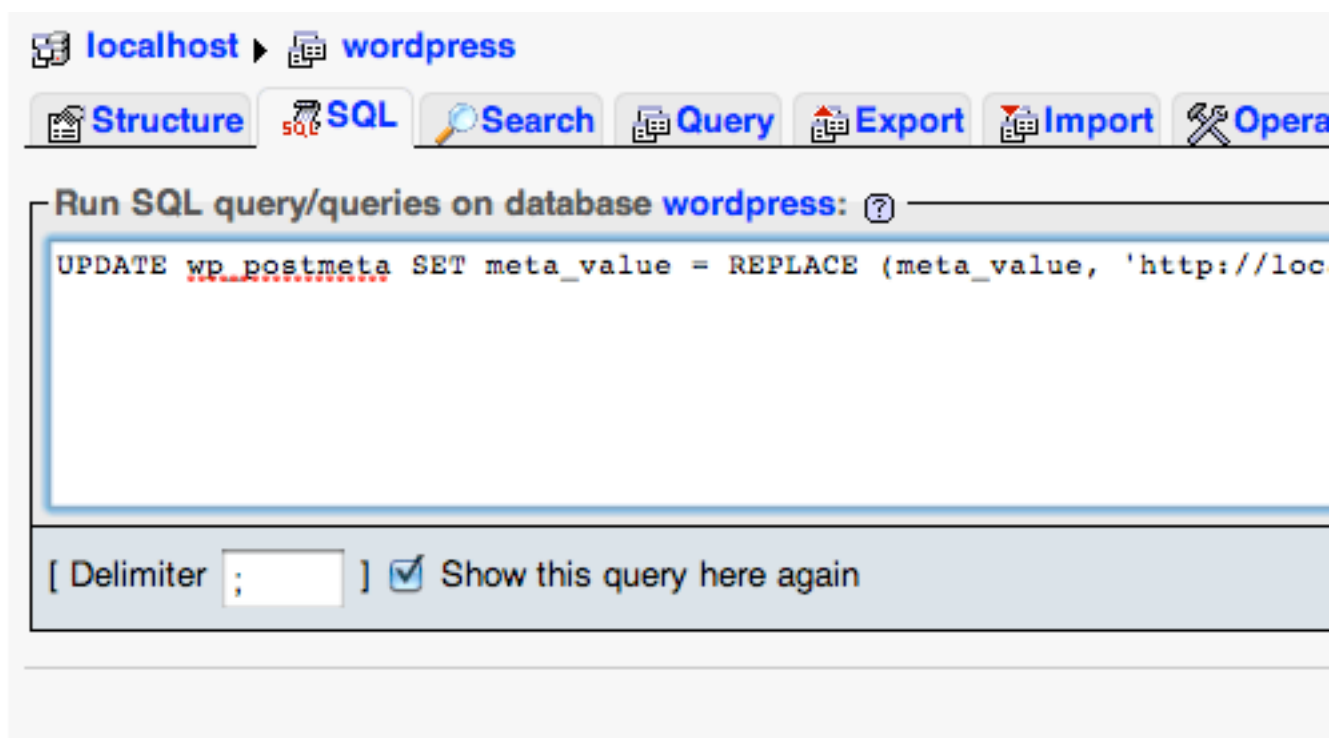 localhost ▸ wordpress
Structure SQL Search Query Export Import Opera
Run SQL query/queries on database wordpress: ?
UPDATE wp_postmeta SET meta_value = REPLACE (meta_value, 'http://loc
[ Delimiter ; ] Show this query here again